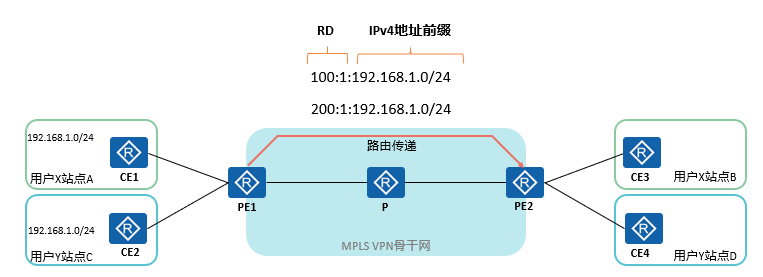 RD IPv4地址前缀
100:1:192.168.1.0/24
200:1:192.168.1.0/24
192.168.1.0/24
R
CE1
用户X站点A
路由传递
R
PE1
R
P
R
PE2
R
CE3
用户X站点B
192.168.1.0/24
R
CE2
用户Y站点C
MPLS VPN骨干网
R
CE4
用户Y站点D